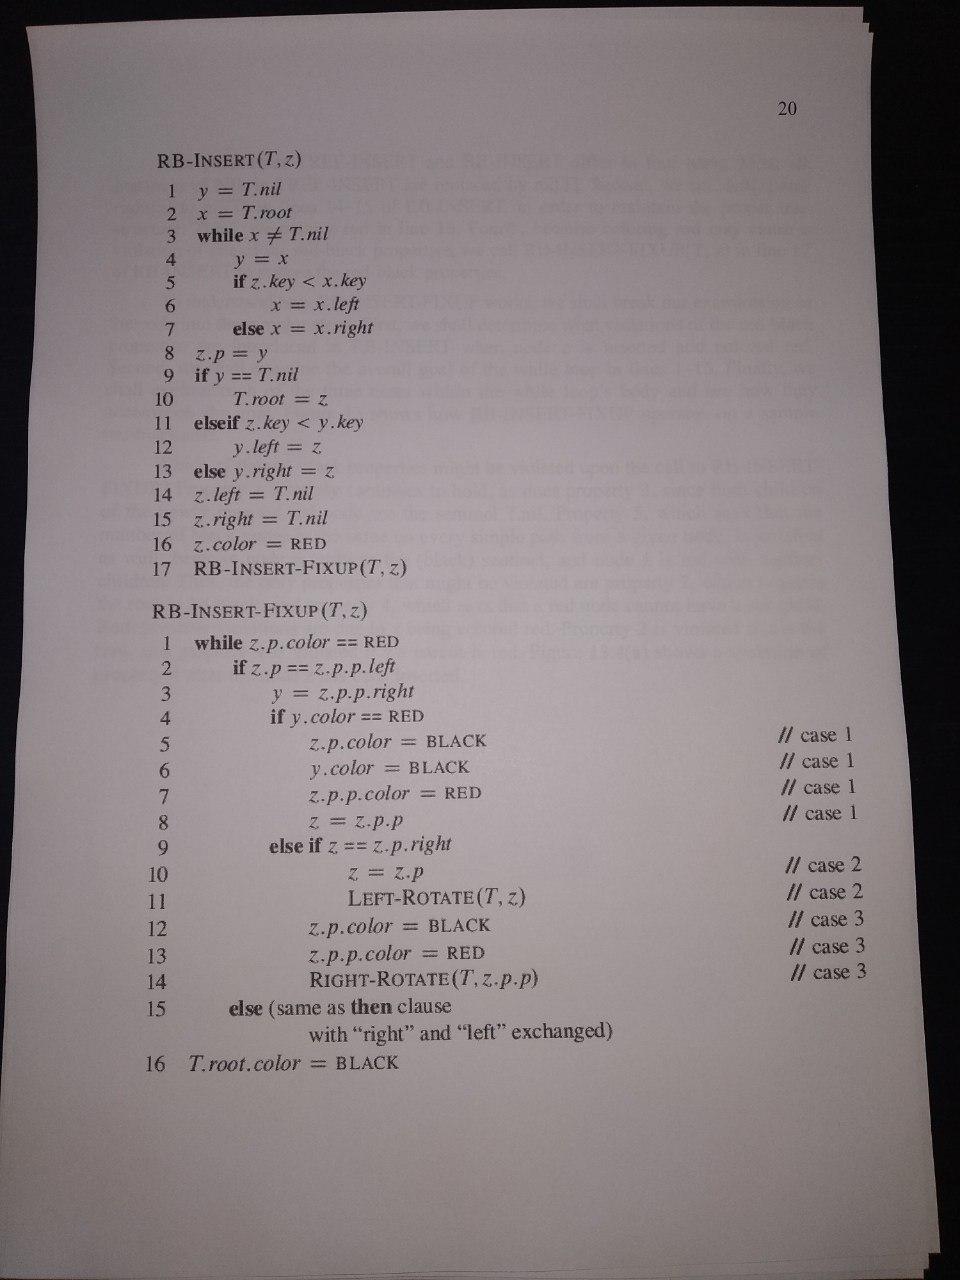 20
RB-INSERT(T, z)
1 y = T.nil
2 x = T.root
3 while x ≠ T.nil
4 y = x
5 if z.key < x.key
6 x = x.left
7 else x = x.right
8 z.p = y
9 if y == T.nil
10 T.root = z
11 elseif z.key < y.key
12 y.left = z
13 else y.right = z
14 z.left = T.nil
15 z.right = T.nil
16 z.color = RED
17 RB-INSERT-FIXUP(T, z)
RB-INSERT-FIXUP(T, z)
1 while z.p.color == RED
2 if z.p == z.p.p.left
3 y = z.p.p.right
4 if y.color == RED
5 z.p.color = BLACK // case 1
6 y.color = BLACK // case 1
7 z.p.p.color = RED // case 1
8 z = z.p.p // case 1
9 else if z == z.p.right
10 z = z.p // case 2
11 LEFT-ROTATE(T, z) // case 2
12 z.p.color = BLACK // case 3
13 z.p.p.color = RED // case 3
14 RIGHT-ROTATE(T, z.p.p) // case 3
15 else (same as then clause
with “right” and “left” exchanged)
16 T.root.color = BLACK